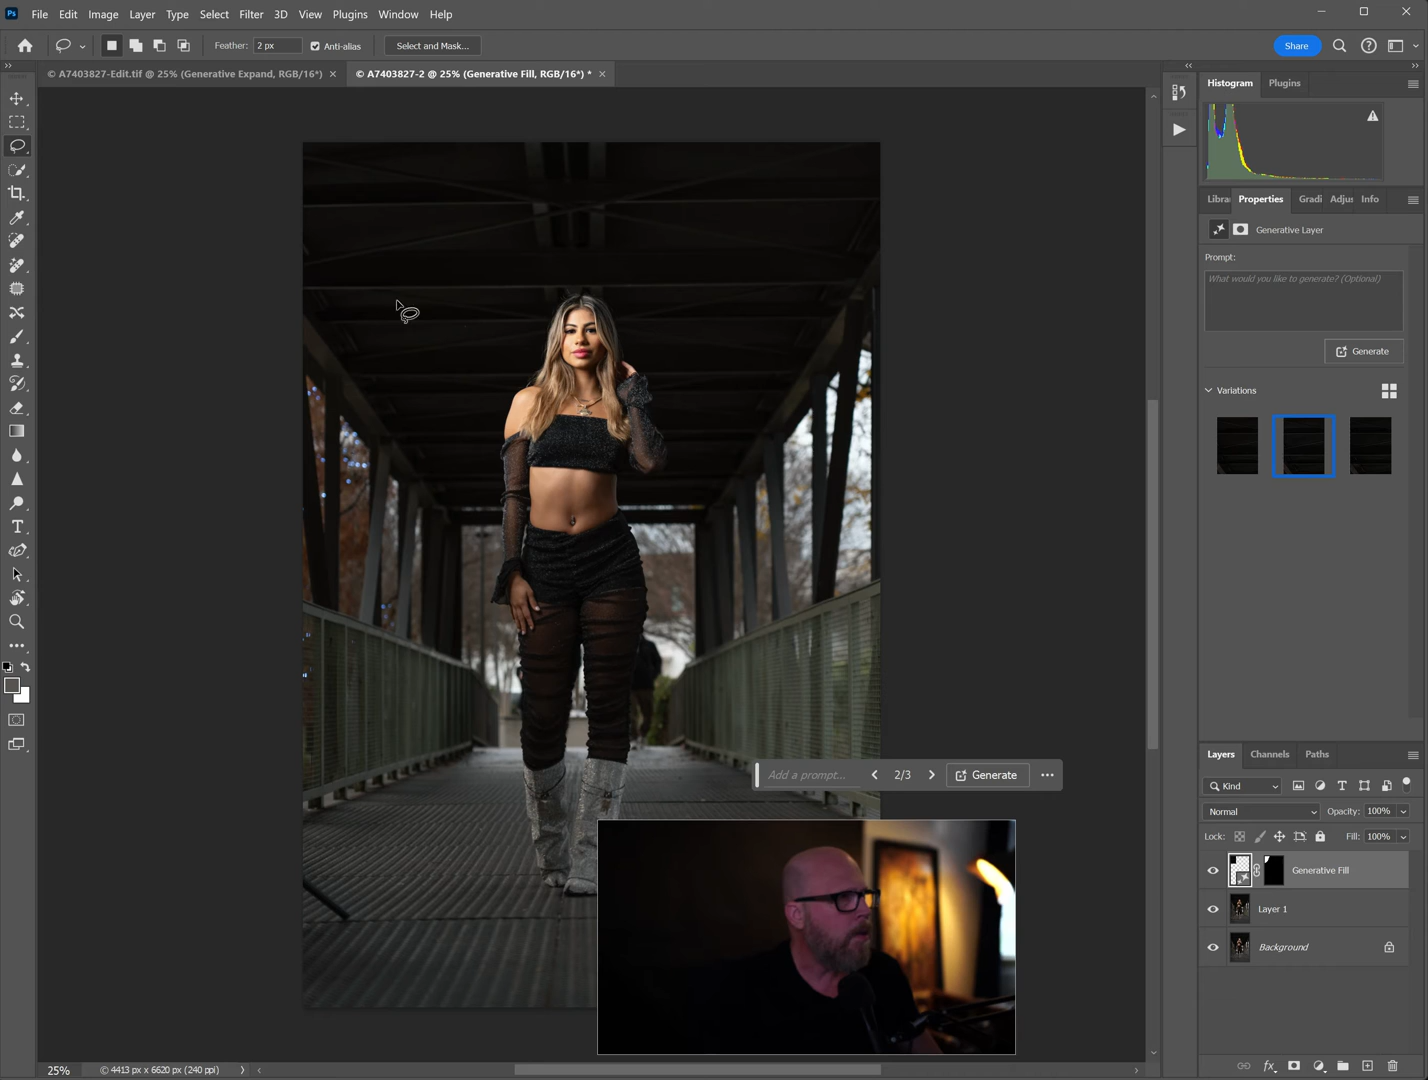 Ps File Edit Image Layer Type Select Filter 3D View Plugins Window Help
Feather: 2 px Anti-alias Select and Mask... Share
© A7403827-Edit.tif @ 25% (Generative Expand, RGB/16*) © A7403827-2 @ 25% (Generative Fill, RGB/16*) *
Histogram Plugins
Libra Properties Gradi Adjus Info
Generative Layer
Prompt:
What would you like to generate? (Optional)
Generate
Variations
Add a prompt... 2/3 Generate
Layers Channels Paths
Kind
Normal Opacity: 100%
Lock: Fill: 100%
Generative Fill
Layer 1
Background
25% © 4413 px x 6620 px (240 ppi)